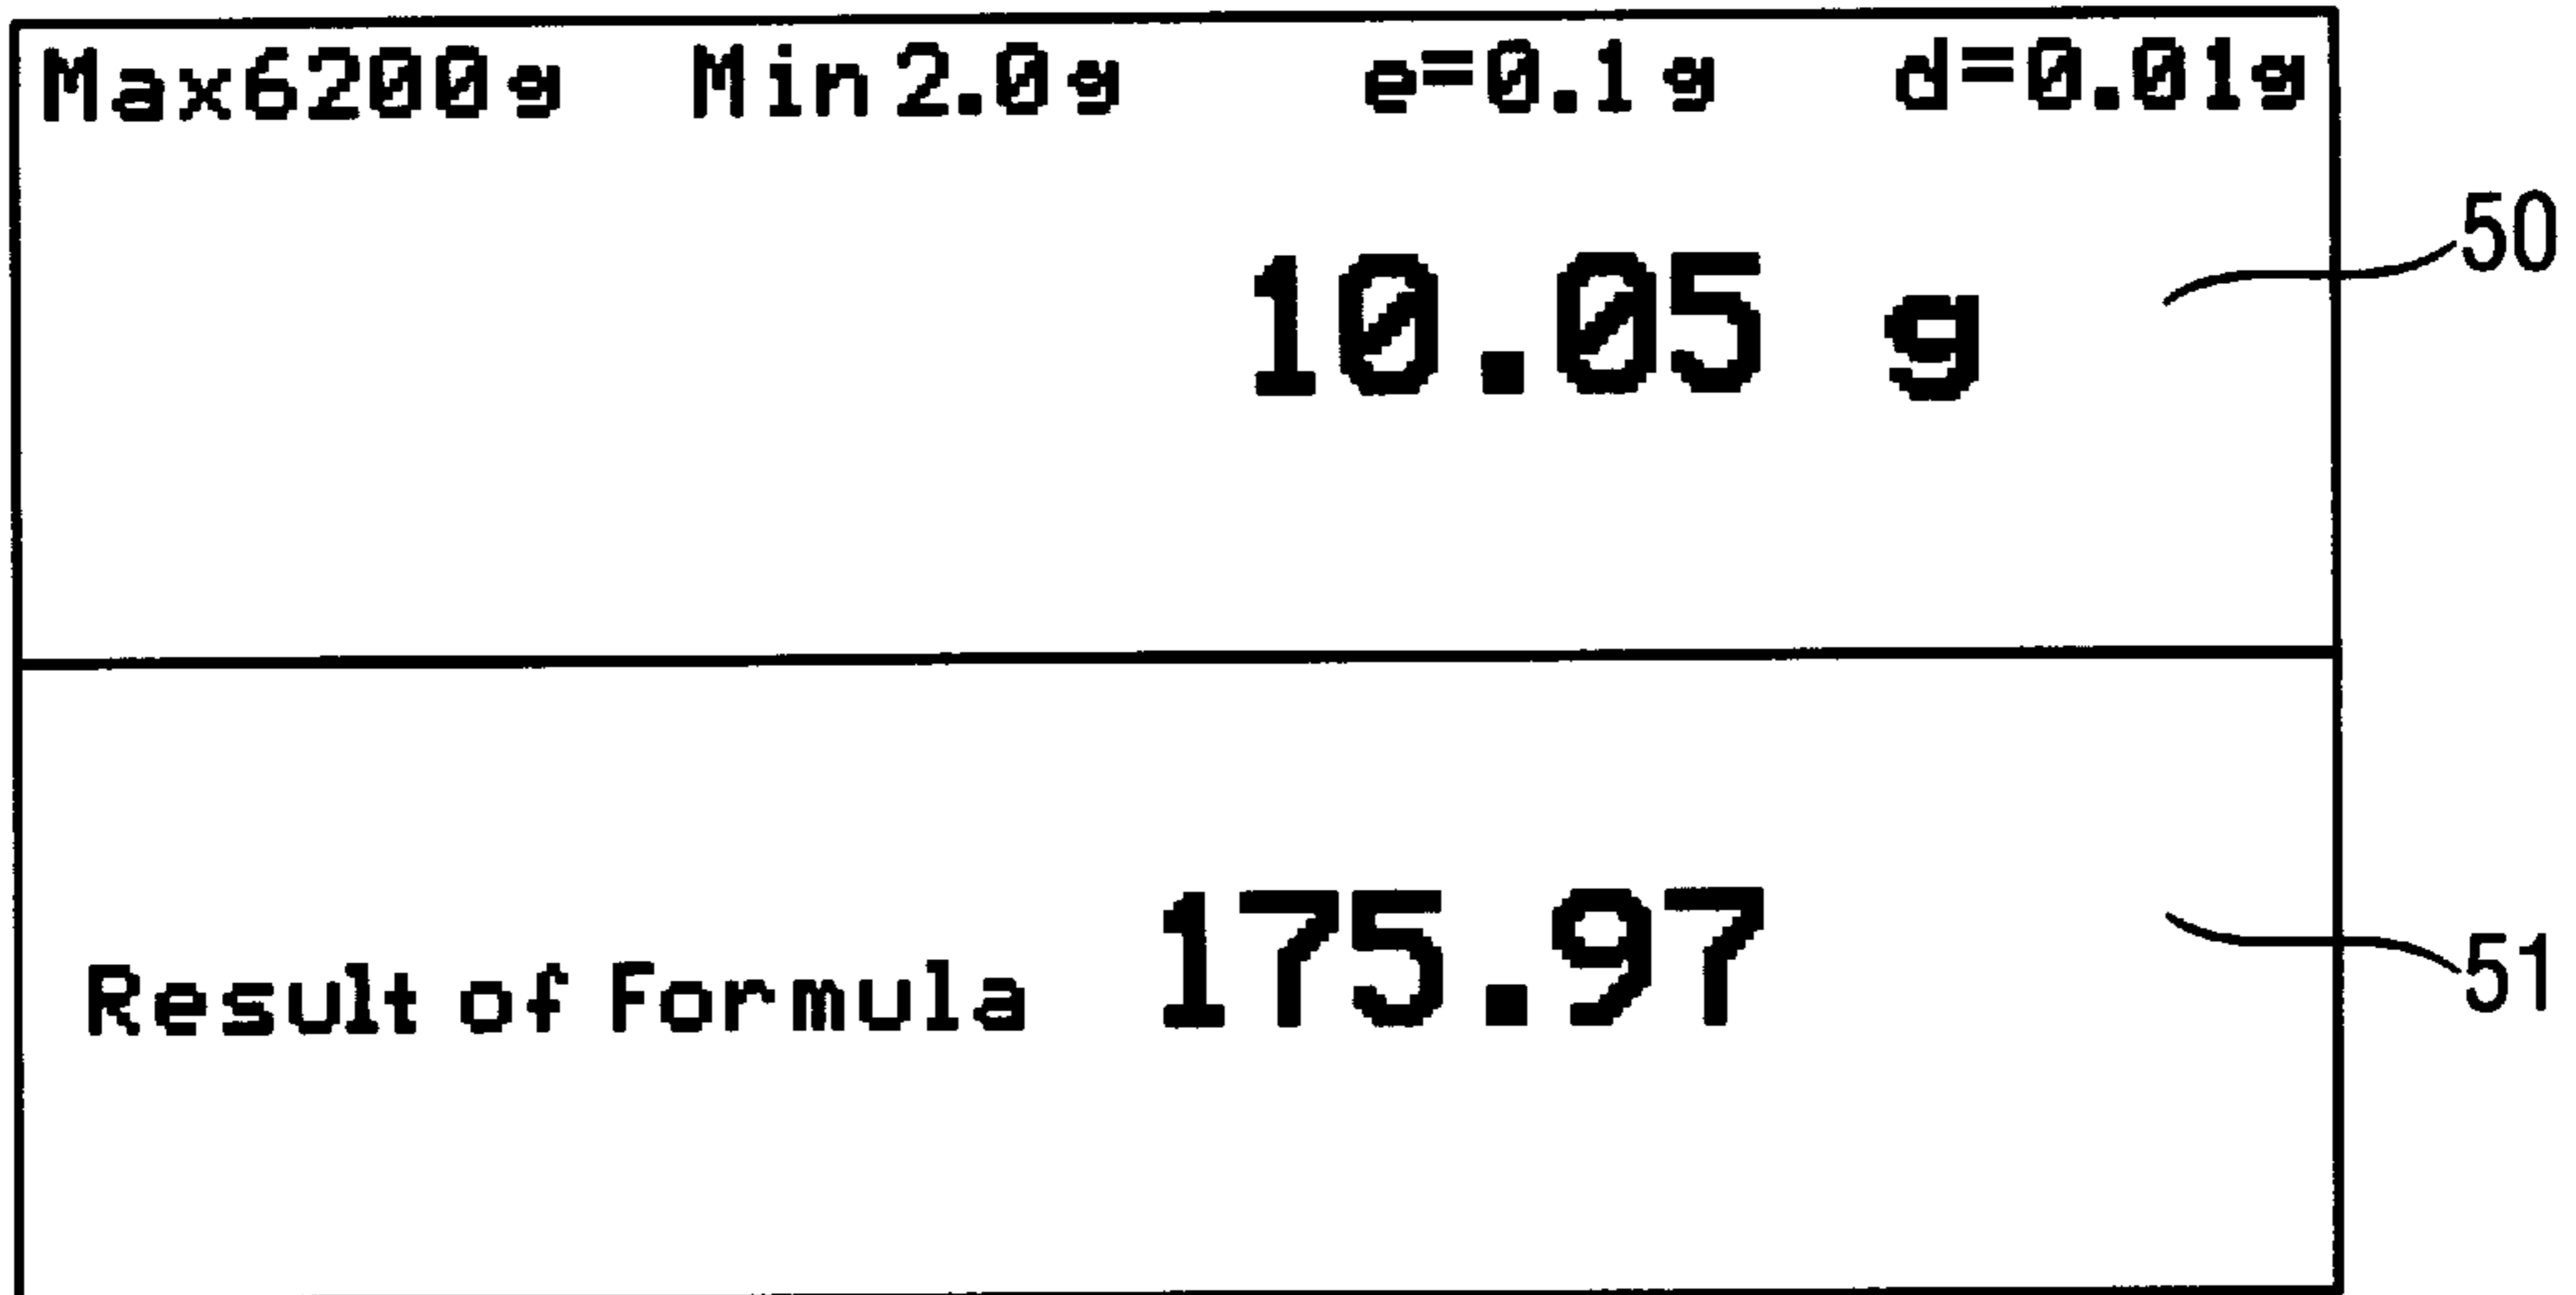 Max6200g Min2.0g e=0.1g d=0.01g
50
10.05 g
Result of Formula 175.97
51